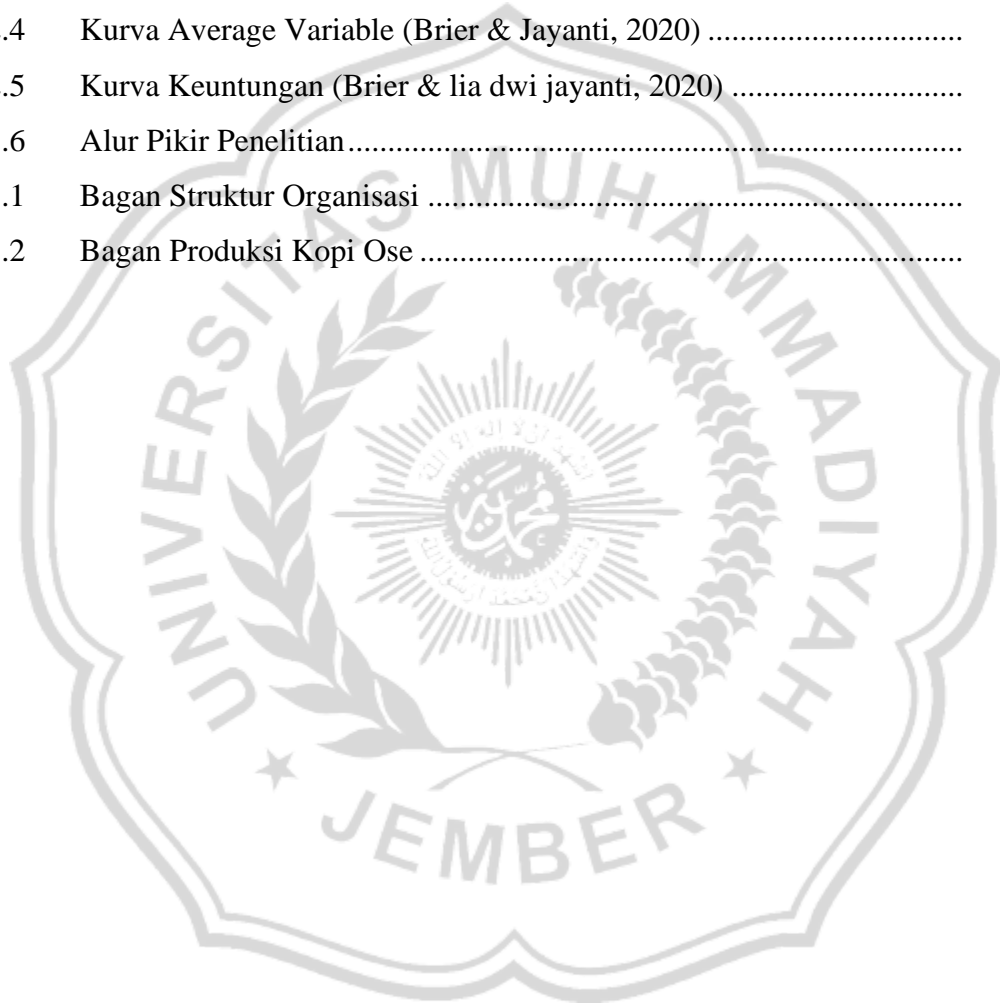 .4 Kurva Average Variable (Brier & Jayanti, 2020) ................................
.5 Kurva Keuntungan (Brier & lia dwi jayanti, 2020) .............................
.6 Alur Pikir Penelitian.............................................................................
.1 Bagan Struktur Organisasi ...................................................................
.2 Bagan Produksi Kopi Ose ....................................................................
UNIVERSITAS MUHAMMADIYAH
JEMBER